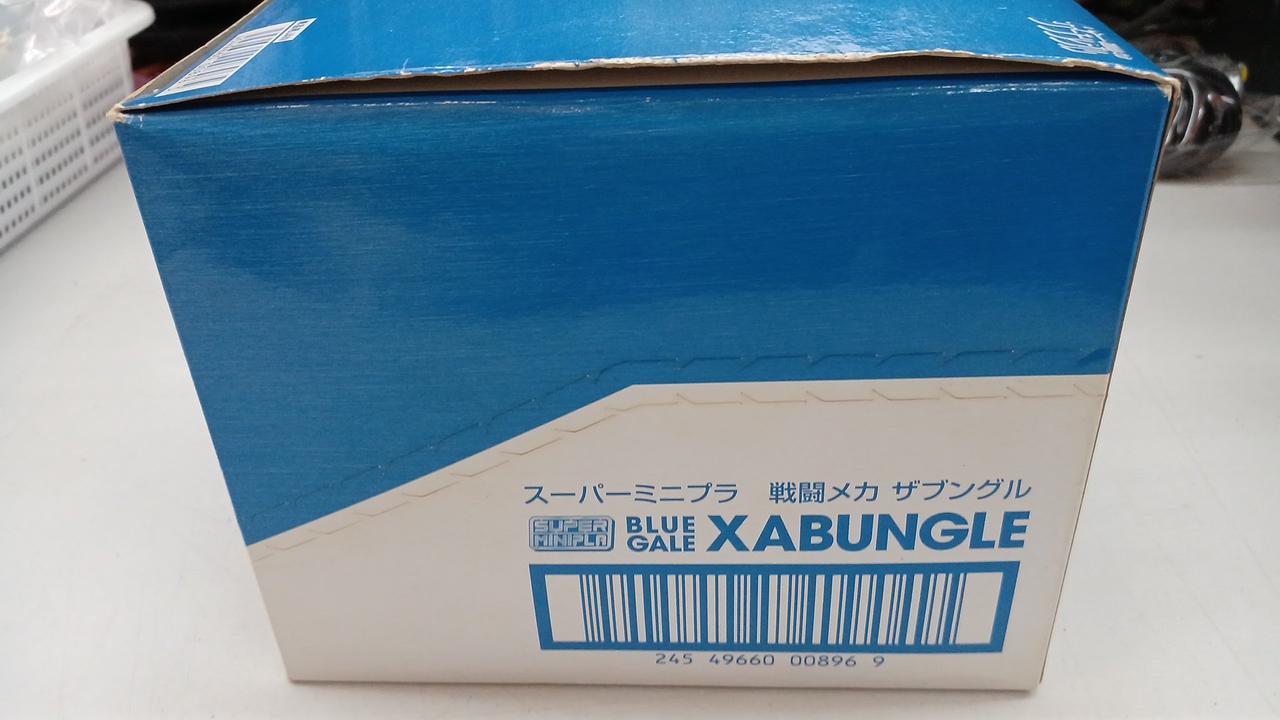 スーパーミニプラ 戦闘メカ ザブングル
SUPER MINIPLA
BLUE GALE
XABUNGLE
245 49660 00896 9